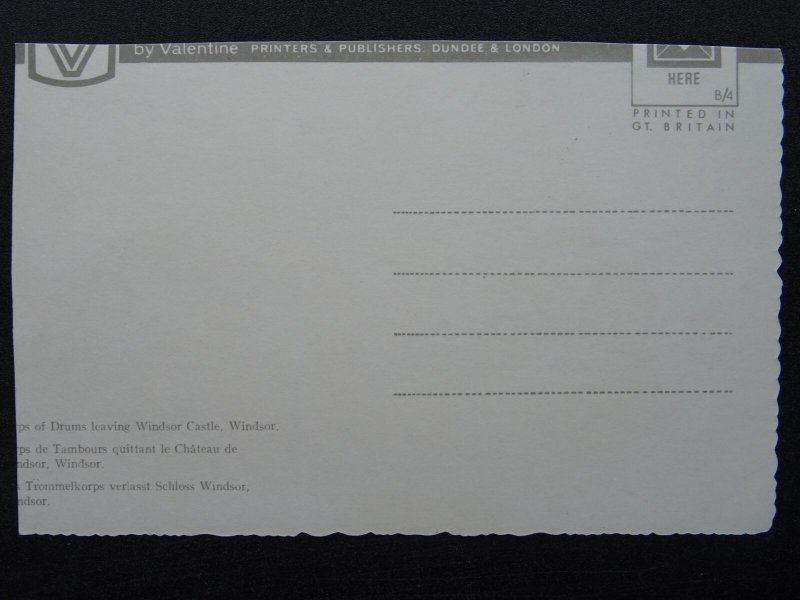 V by Valentine PRINTERS & PUBLISHERS. DUNDEE & LONDON
HERE
B/4
PRINTED IN
GT. BRITAIN
rps of Drums leaving Windsor Castle, Windsor.
rps de Tambours quittant le Château de
ndsor, Windsor.
s Trommelkorps verlasst Schloss Windsor,
ndsor.